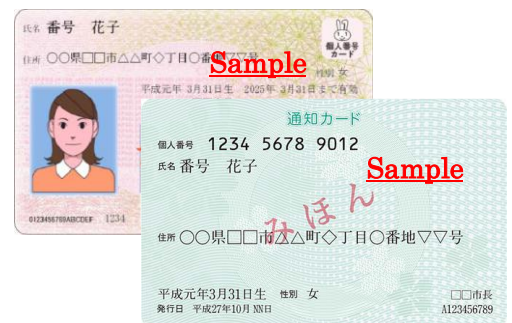 氏名 番号 花子
個人番号
カード
住所 〇〇県□□市△△町◇丁目〇番地▽▽号
Sample
性別 女
平成元年 3月31日生 2025年 3月31日まで有効
0123456789ABCDEF 1234
通知カード
個人番号 1234 5678 9012
氏名 番号 花子
Sample
みほん
住所 〇〇県□□市△△町◇丁目〇番地▽▽号
平成元年3月31日生 性別 女
□□市長
発行日 平成27年10月NN日
A123456789